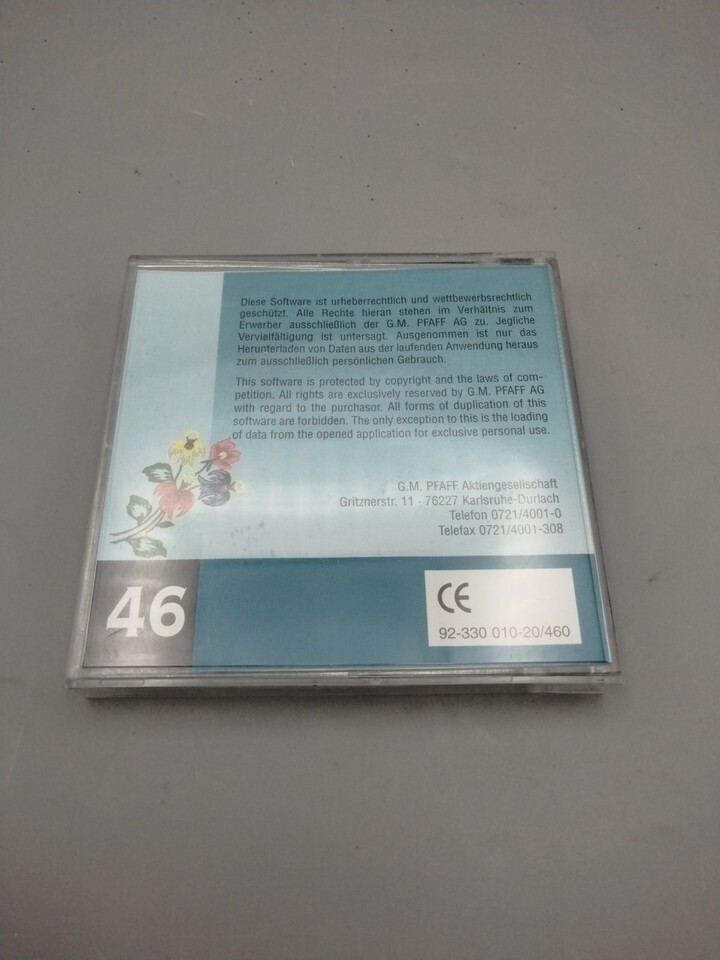 Diese Software ist urheberrechtlich und wettbewerbsrechtlich
geschützt. Alle Rechte hieran stehen im Verhältnis zum
Erwerber ausschließlich der G.M. PFAFF AG zu. Jegliche
Vervielfältigung ist untersagt. Ausgenommen ist nur das
Herunterladen von Daten aus der laufenden Anwendung heraus
zum ausschließlich persönlichen Gebrauch.
This software is protected by copyright and the laws of com-
petition. All rights are exclusively reserved by G.M. PFAFF AG
with regard to the purchasor. All forms of duplication of this
software are forbidden. The only exception to this is the loading
of data from the opened application for exclusive personal use.
G.M. PFAFF Aktiengesellschaft
Gritznerstr. 11 · 76227 Karlsruhe-Durlach
Telefon 0721/4001-0
Telefax 0721/4001-308
46
CE
92-330 010-20/460